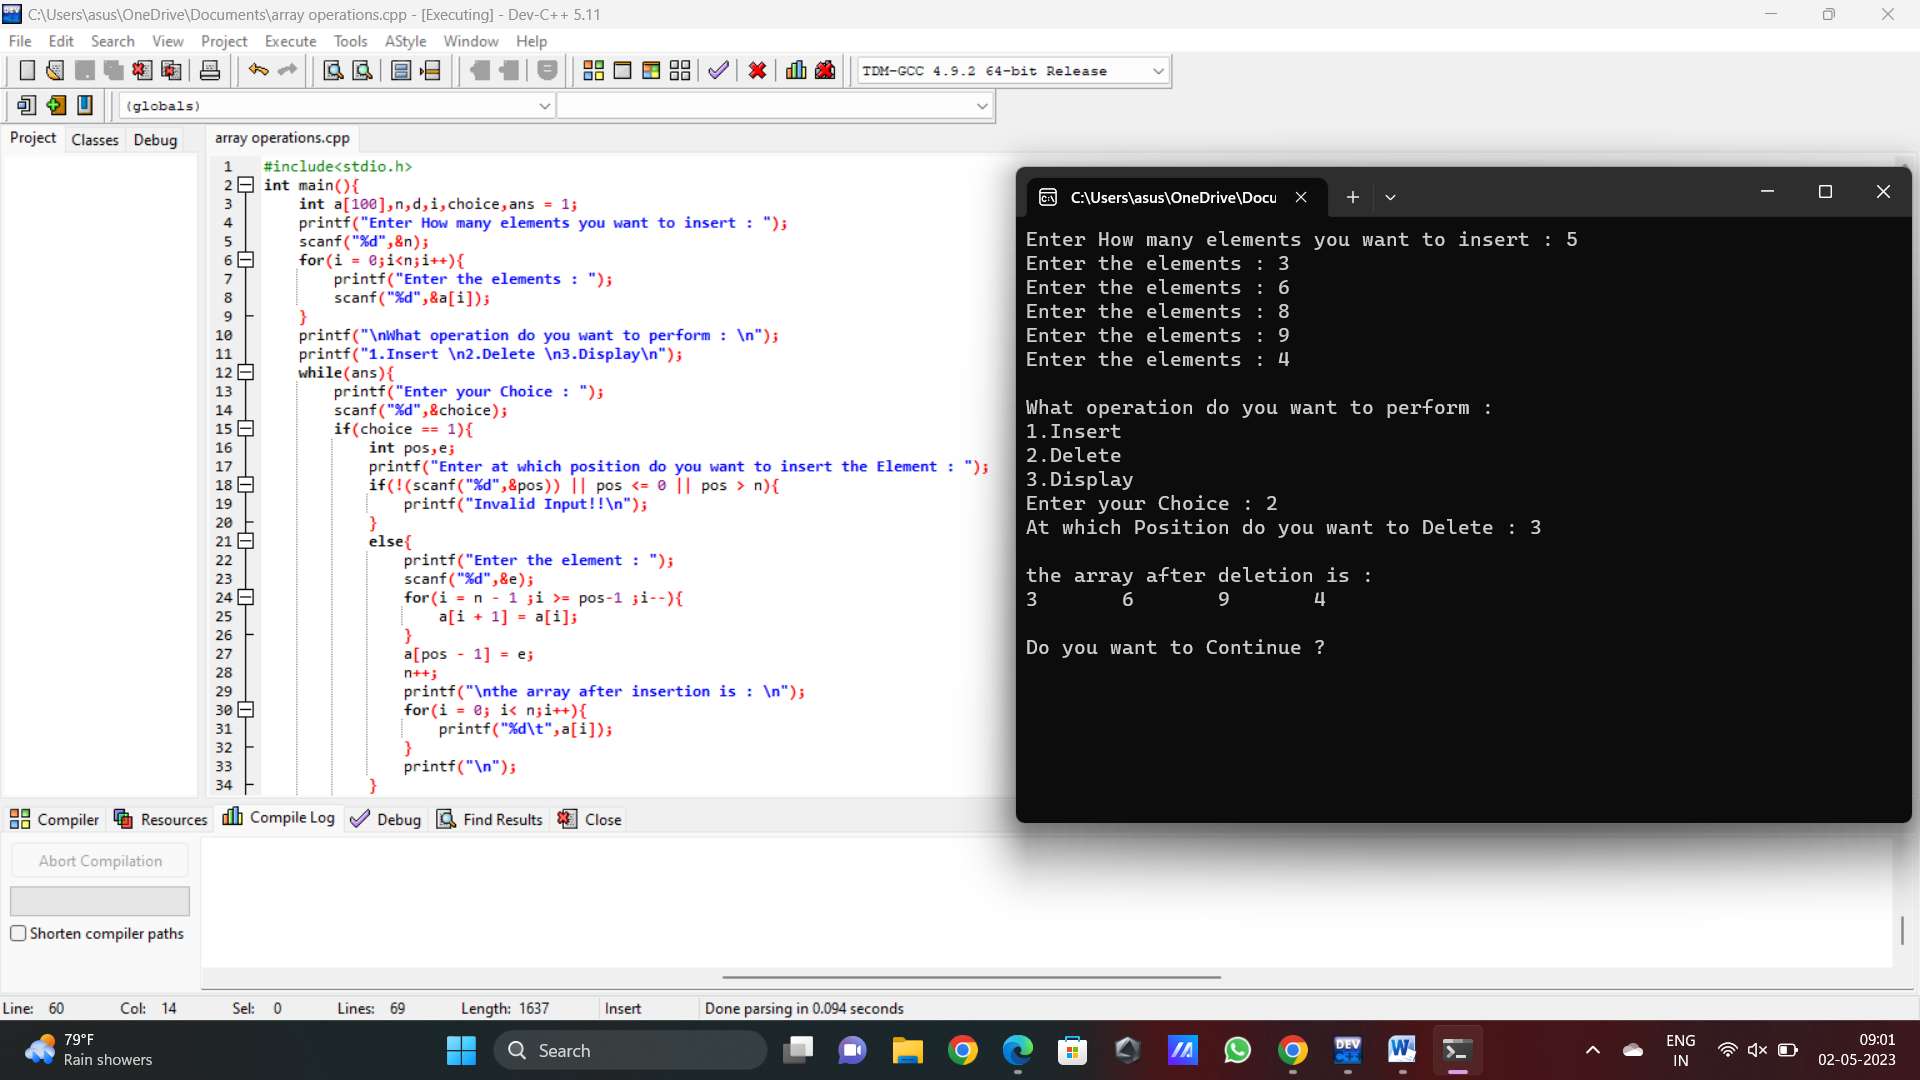 C:\Users\asus\OneDrive\Documents\array operations.cpp - [Executing] - Dev-C++ 5.11
File Edit Search View Project Execute Tools AStyle Window Help
TDM-GCC 4.9.2 64-bit Release
(globals)
Project Classes Debug
array operations.cpp
1 #include<stdio.h>
2 int main(){
3 int a[100],n,d,i,choice,ans = 1;
4 printf("Enter How many elements you want to insert : ");
5 scanf("%d",&n);
6 for(i = 0;i<n;i++){
7 printf("Enter the elements : ");
8 scanf("%d",&a[i]);
9 }
10 printf("\nWhat operation do you want to perform : \n");
11 printf("1.Insert \n2.Delete \n3.Display\n");
12 while(ans){
13 printf("Enter your Choice : ");
14 scanf("%d",&choice);
15 if(choice == 1){
16 int pos,e;
17 printf("Enter at which position do you want to insert the Element : ");
18 if(!(scanf("%d",&pos)) || pos <= 0 || pos > n){
19 printf("Invalid Input!!\n");
20 }
21 else{
22 printf("Enter the element : ");
23 scanf("%d",&e);
24 for(i = n - 1 ;i >= pos-1 ;i--){
25 a[i + 1] = a[i];
26 }
27 a[pos - 1] = e;
28 n++;
29 printf("\nthe array after insertion is : \n");
30 for(i = 0; i< n;i++){
31 printf("%d\t",a[i]);
32 }
33 printf("\n");
34 }
C:\Users\asus\OneDrive\Docu
Enter How many elements you want to insert : 5
Enter the elements : 3
Enter the elements : 6
Enter the elements : 8
Enter the elements : 9
Enter the elements : 4
What operation do you want to perform :
1.Insert
2.Delete
3.Display
Enter your Choice : 2
At which Position do you want to Delete : 3
the array after deletion is :
3 6 9 4
Do you want to Continue ?
Compiler Resources Compile Log Debug Find Results Close
Abort Compilation
Shorten compiler paths
Line: 60 Col: 14 Sel: 0 Lines: 69 Length: 1637 Insert Done parsing in 0.094 seconds
79°F
Rain showers
Search
DEV C++
W
ENG
IN
09:01
02-05-2023